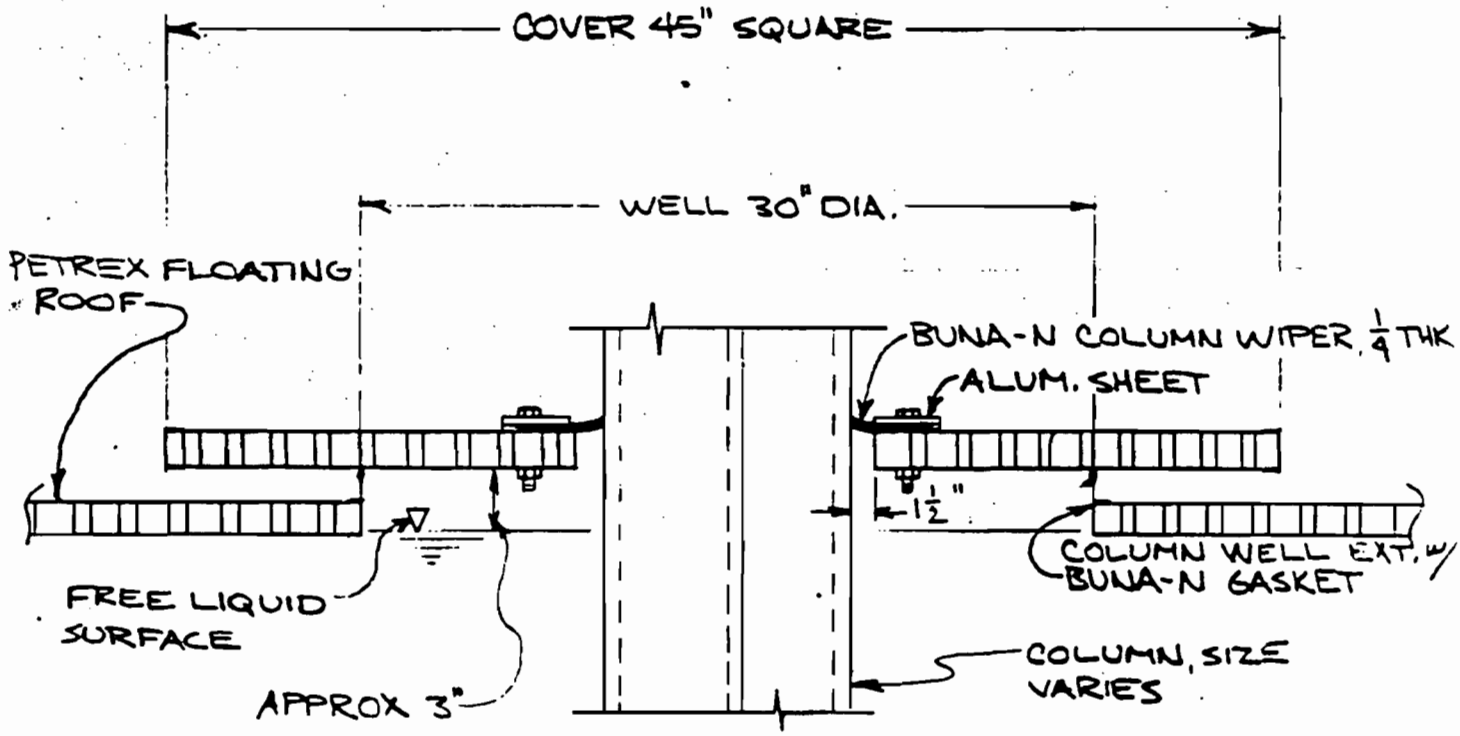 COVER 45" SQUARE
WELL 30" DIA.
PETREX FLOATING
ROOF
BUNA-N COLUMN WIPER, 1/4 THK
ALUM. SHEET
1 1/2"
COLUMN WELL EXT. W/
BUNA-N GASKET
FREE LIQUID
SURFACE
APPROX 3"
COLUMN, SIZE
VARIES